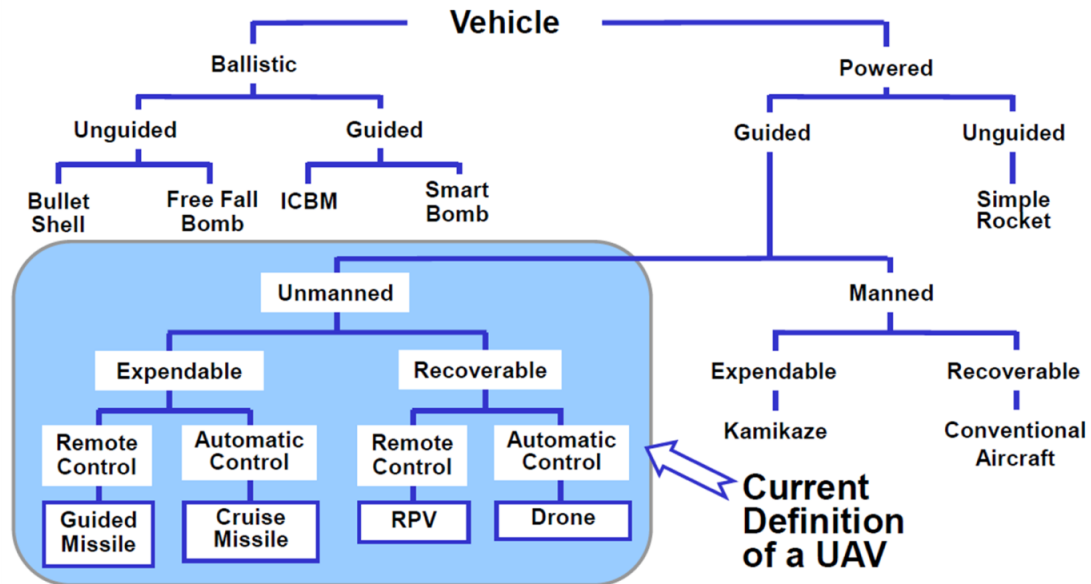 Vehicle
Ballistic
Powered
Unguided
Guided
Guided
Unguided
Bullet
Shell
Free Fall
Bomb
ICBM
Smart
Bomb
Simple
Rocket
Unmanned
Manned
Expendable
Recoverable
Expendable
Recoverable
Remote
Control
Automatic
Control
Remote
Control
Automatic
Control
Kamikaze
Conventional
Aircraft
Guided
Missile
Cruise
Missile
RPV
Drone
Current
Definition
of a UAV